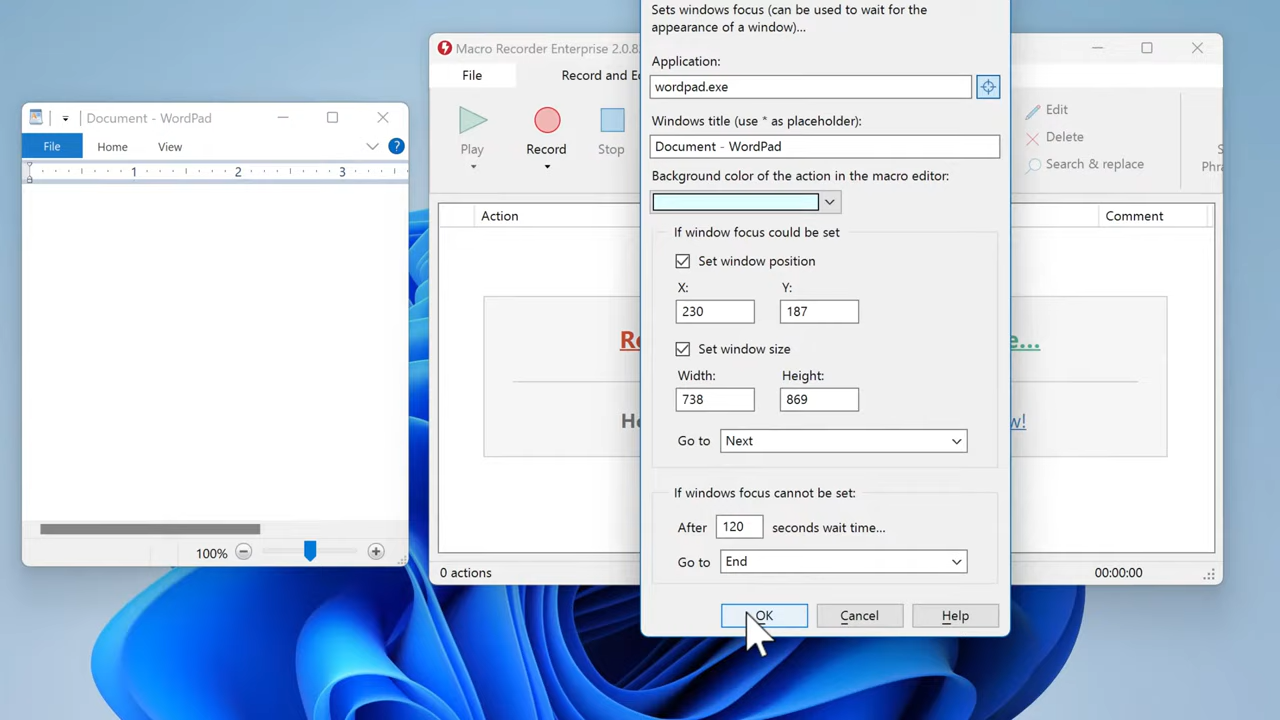 Sets windows focus (can be used to wait for the
appearance of a window)...
Macro Recorder Enterprise 2.0.8
Application:
File
Record and E
wordpad.exe
Edit
Document - WordPad
Windows title (use * as placeholder):
Delete
File
Home
View
?
Play
Record
Stop
Document - WordPad
Search & replace
Phra
1
2
3
Background color of the action in the macro editor:
Action
Comment
If window focus could be set
Set window position
X:
Y:
230
187
Set window size
Width:
Height:
738
869
Go to
Next
If windows focus cannot be set:
After
120
seconds wait time...
100%
Go to
End
0 actions
00:00:00
OK
Cancel
Help